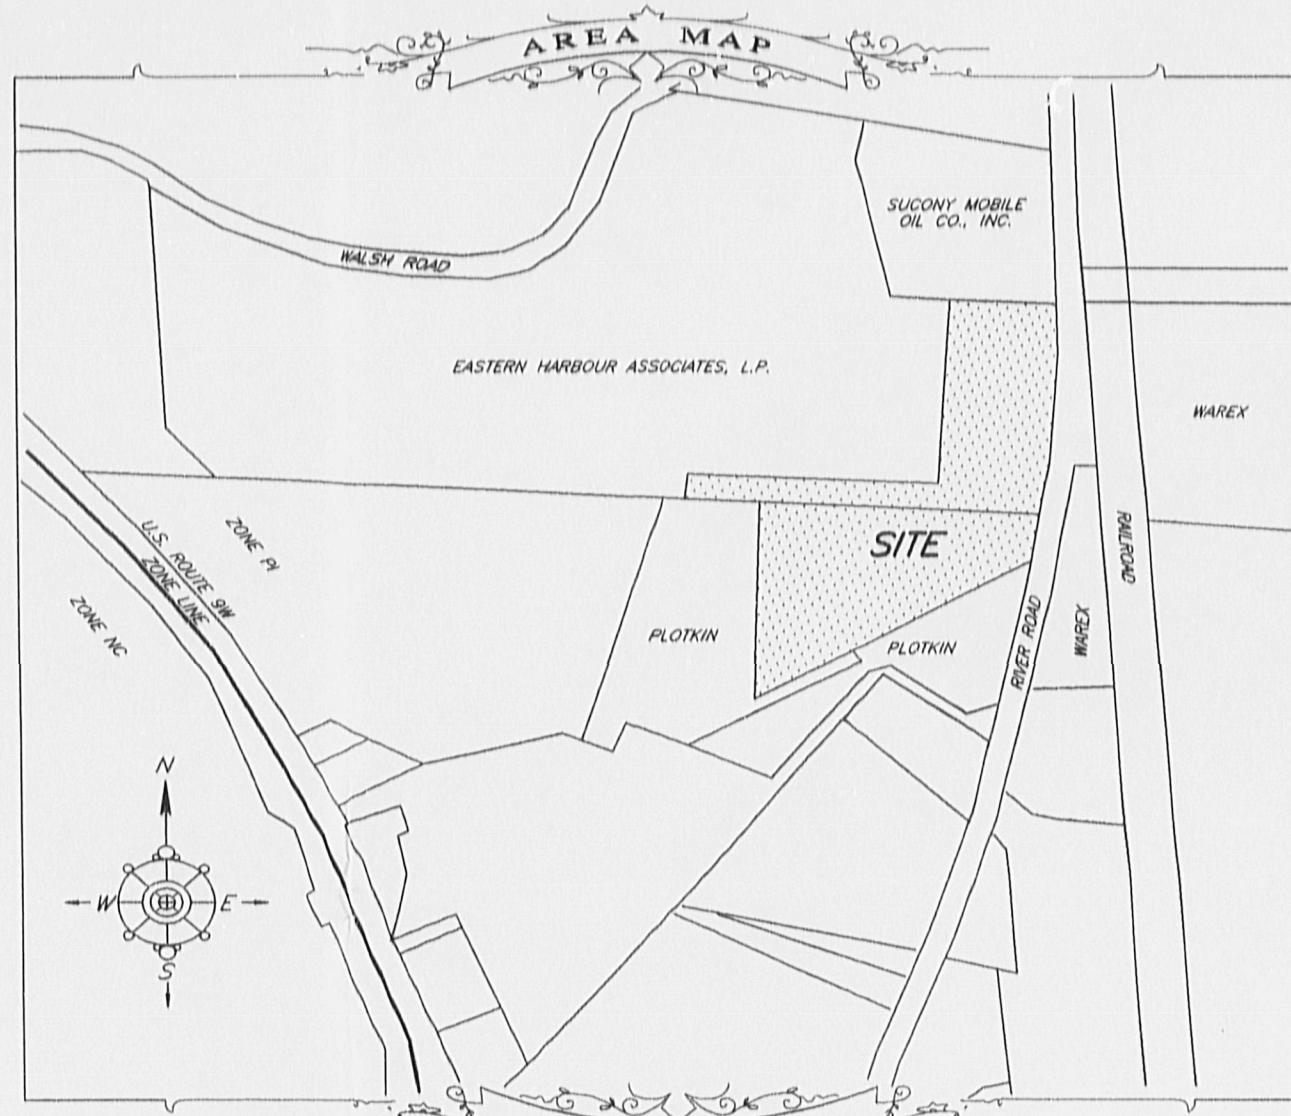 AREA MAP
SUCONY MOBILE
OIL CO., INC.
WALSH ROAD
EASTERN HARBOUR ASSOCIATES, L.P.
WAREX
U.S. ROUTE 9W
ZONE LINE
ZONE PI
ZONE NC
SITE
RAILROAD
PLOTKIN
PLOTKIN
RIVER ROAD
WAREX
N
W
E
S